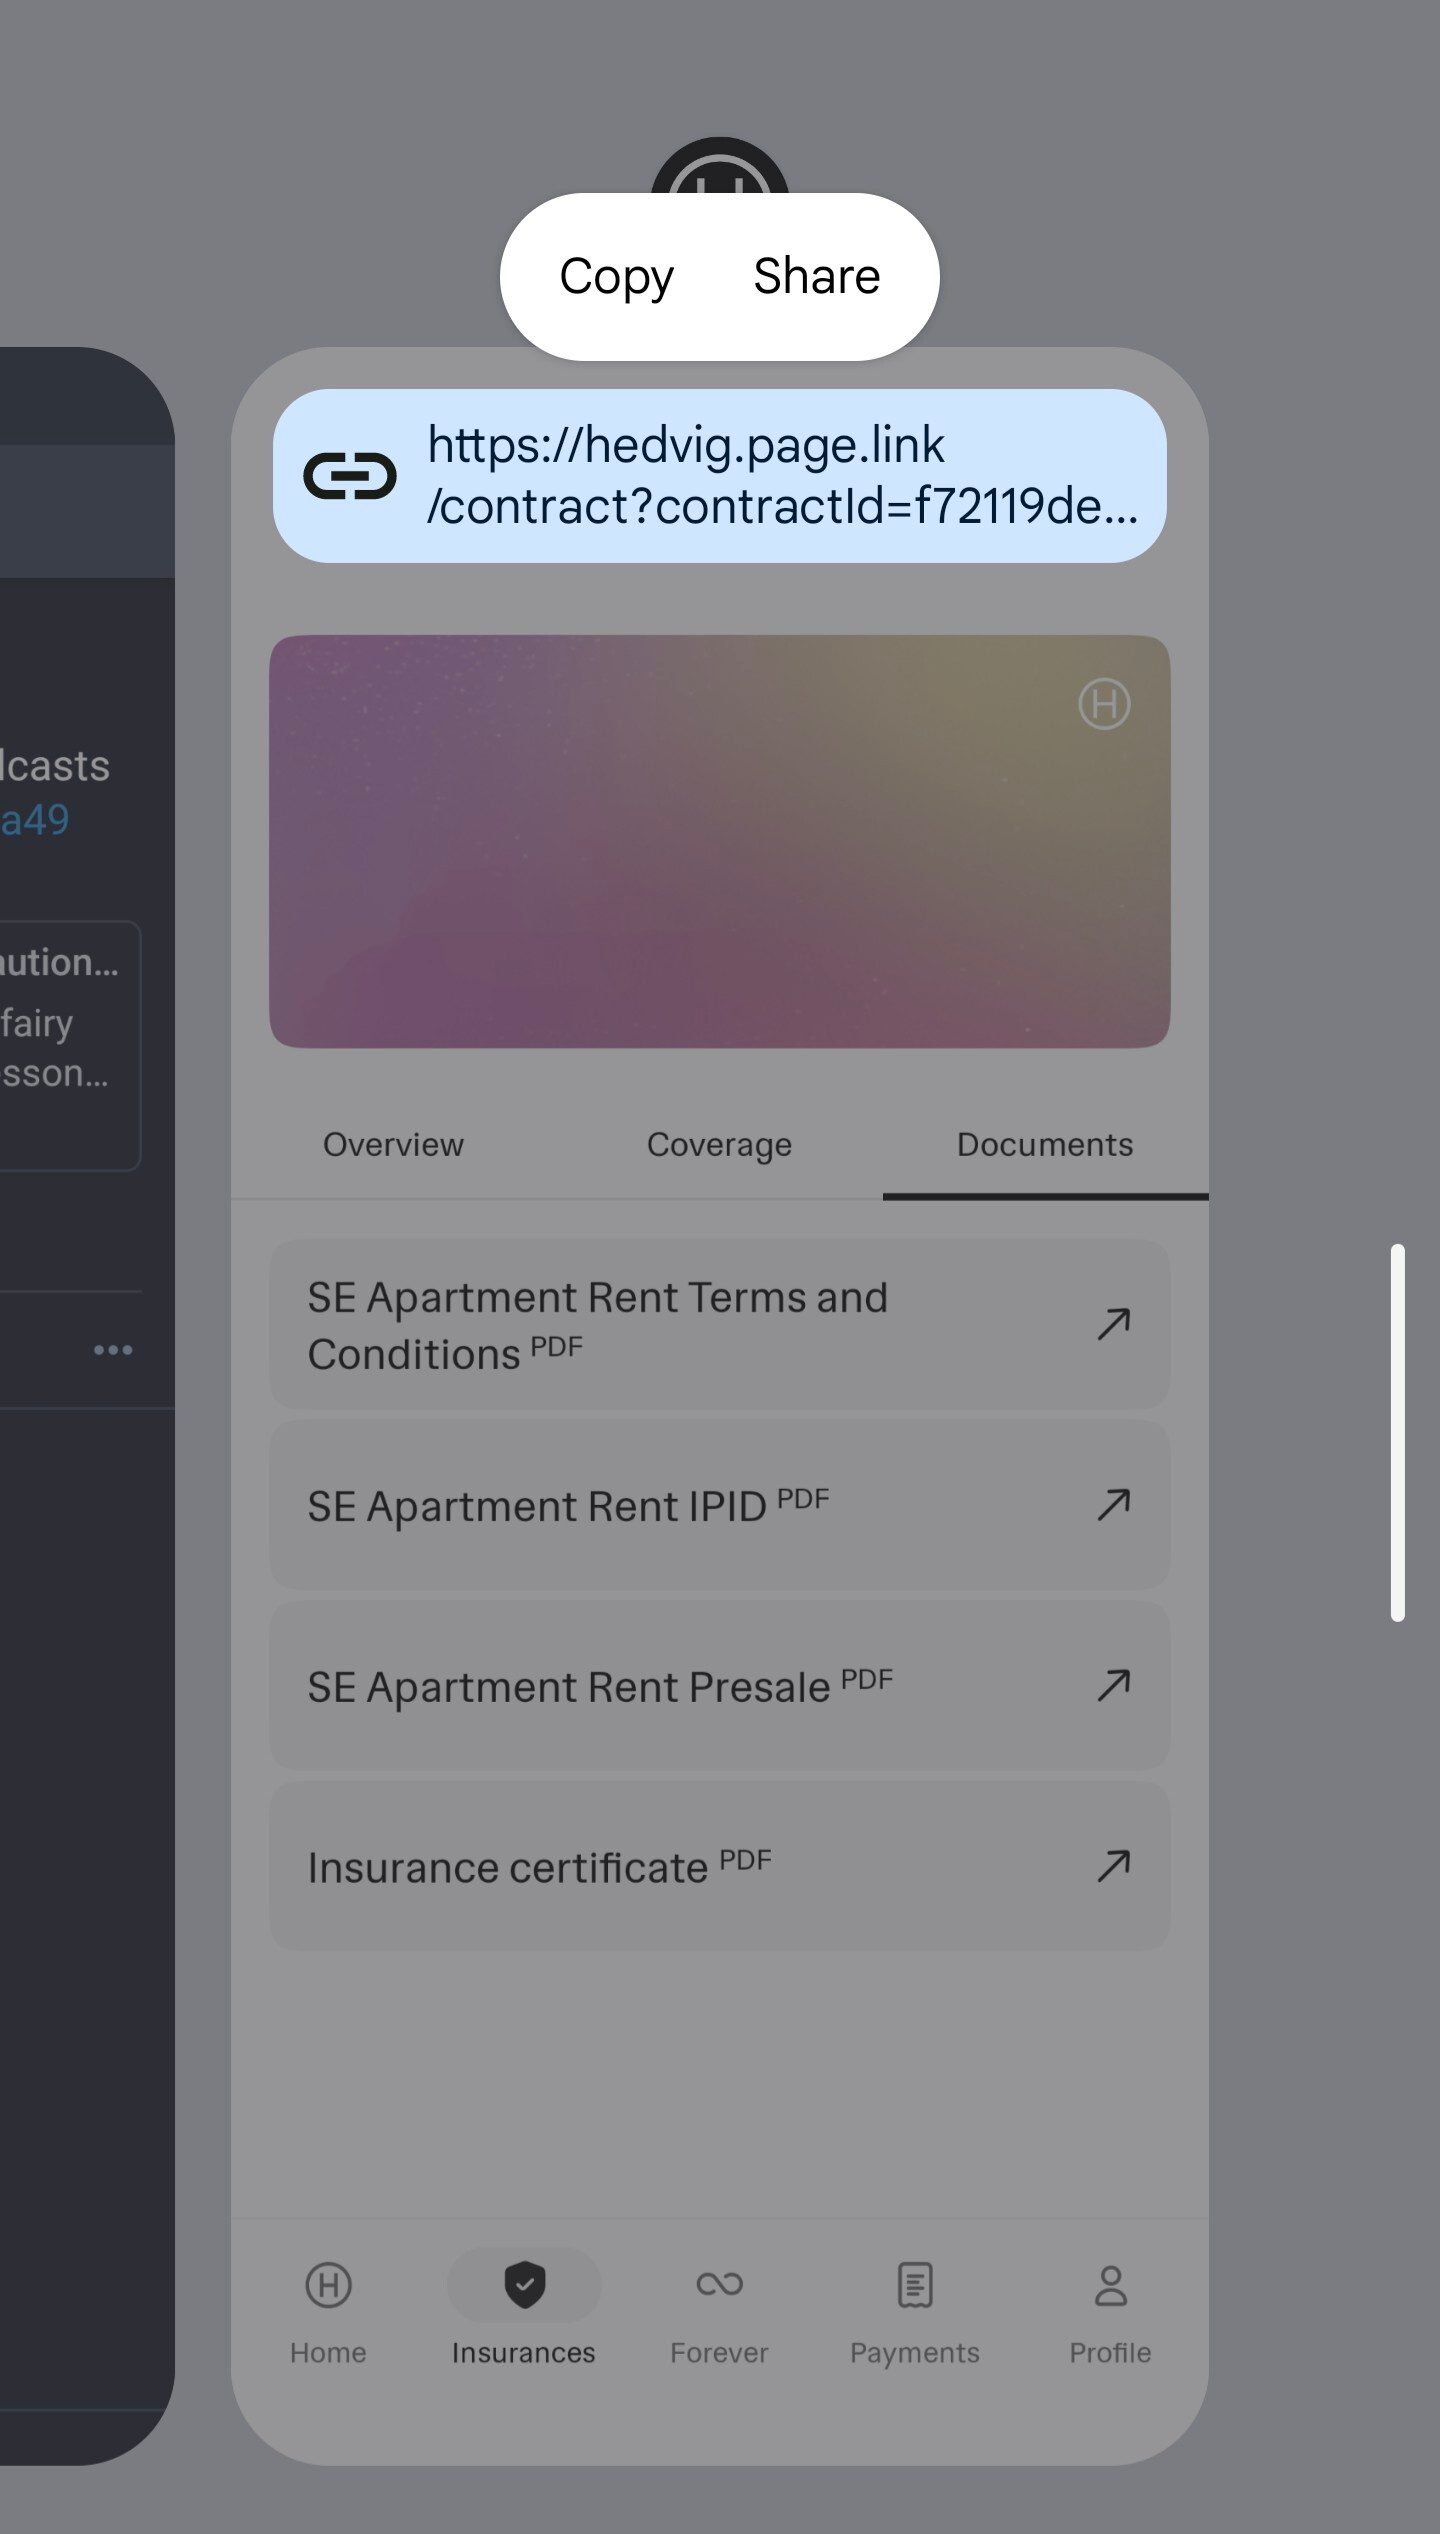 Copy Share
https://hedvig.page.link
/contract?contractId=f72119de...
dcasts
a49
aution...
fairy
sson...
H
Overview Coverage Documents
SE Apartment Rent Terms and
Conditions PDF
SE Apartment Rent IPID PDF
SE Apartment Rent Presale PDF
Insurance certificate PDF
H
Home Insurances Forever Payments Profile